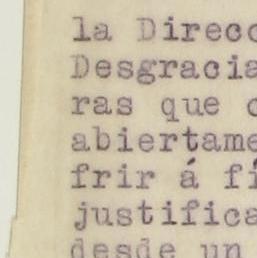 la Direcc
Desgracia
ras que c
abiertame
frir á fi
justifica
desde un